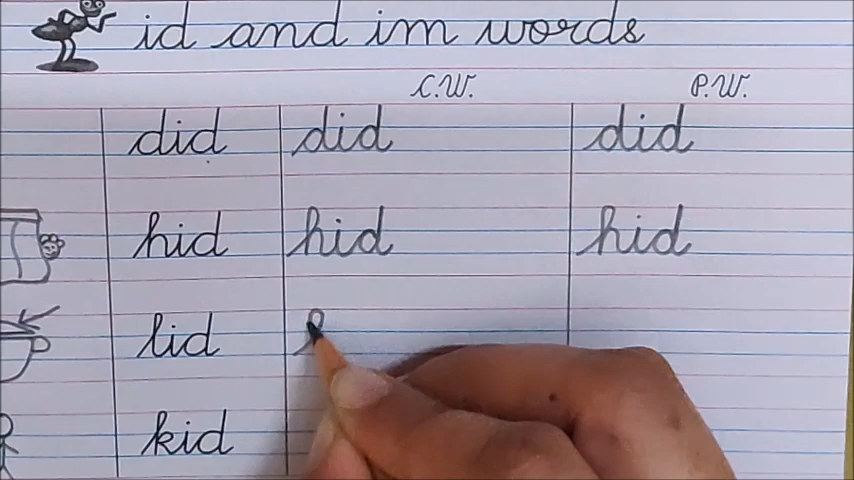 id and im words
C.W. P.W.
did did did
hid hid hid
lid
kid